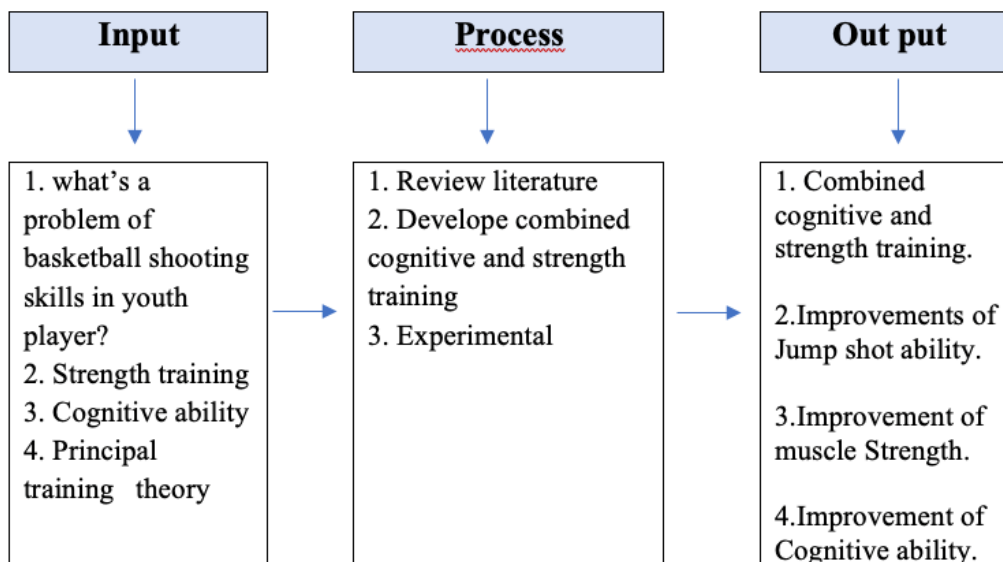 Input
1. what's a
problem of
basketball shooting
skills in youth
player?
2. Strength training
3. Cognitive ability
4. Principal
training theory
Process
1. Review literature
2. Develope combined
cognitive and strength
training
3. Experimental
Out put
1. Combined
cognitive and
strength training.
2.Improvements of
Jump shot ability.
3.Improvement of
muscle Strength.
4.Improvement of
Cognitive ability.